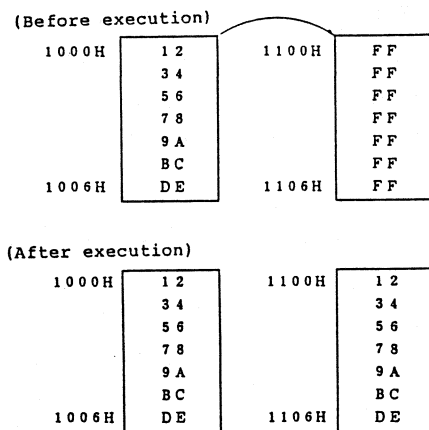 (Before execution)
1000H 12 1100H FF
34 FF
56 FF
78 FF
9A FF
BC FF
1006H DE 1106H FF
(After execution)
1000H 12 1100H 12
34 34
56 56
78 78
9A 9A
BC BC
1006H DE 1106H DE